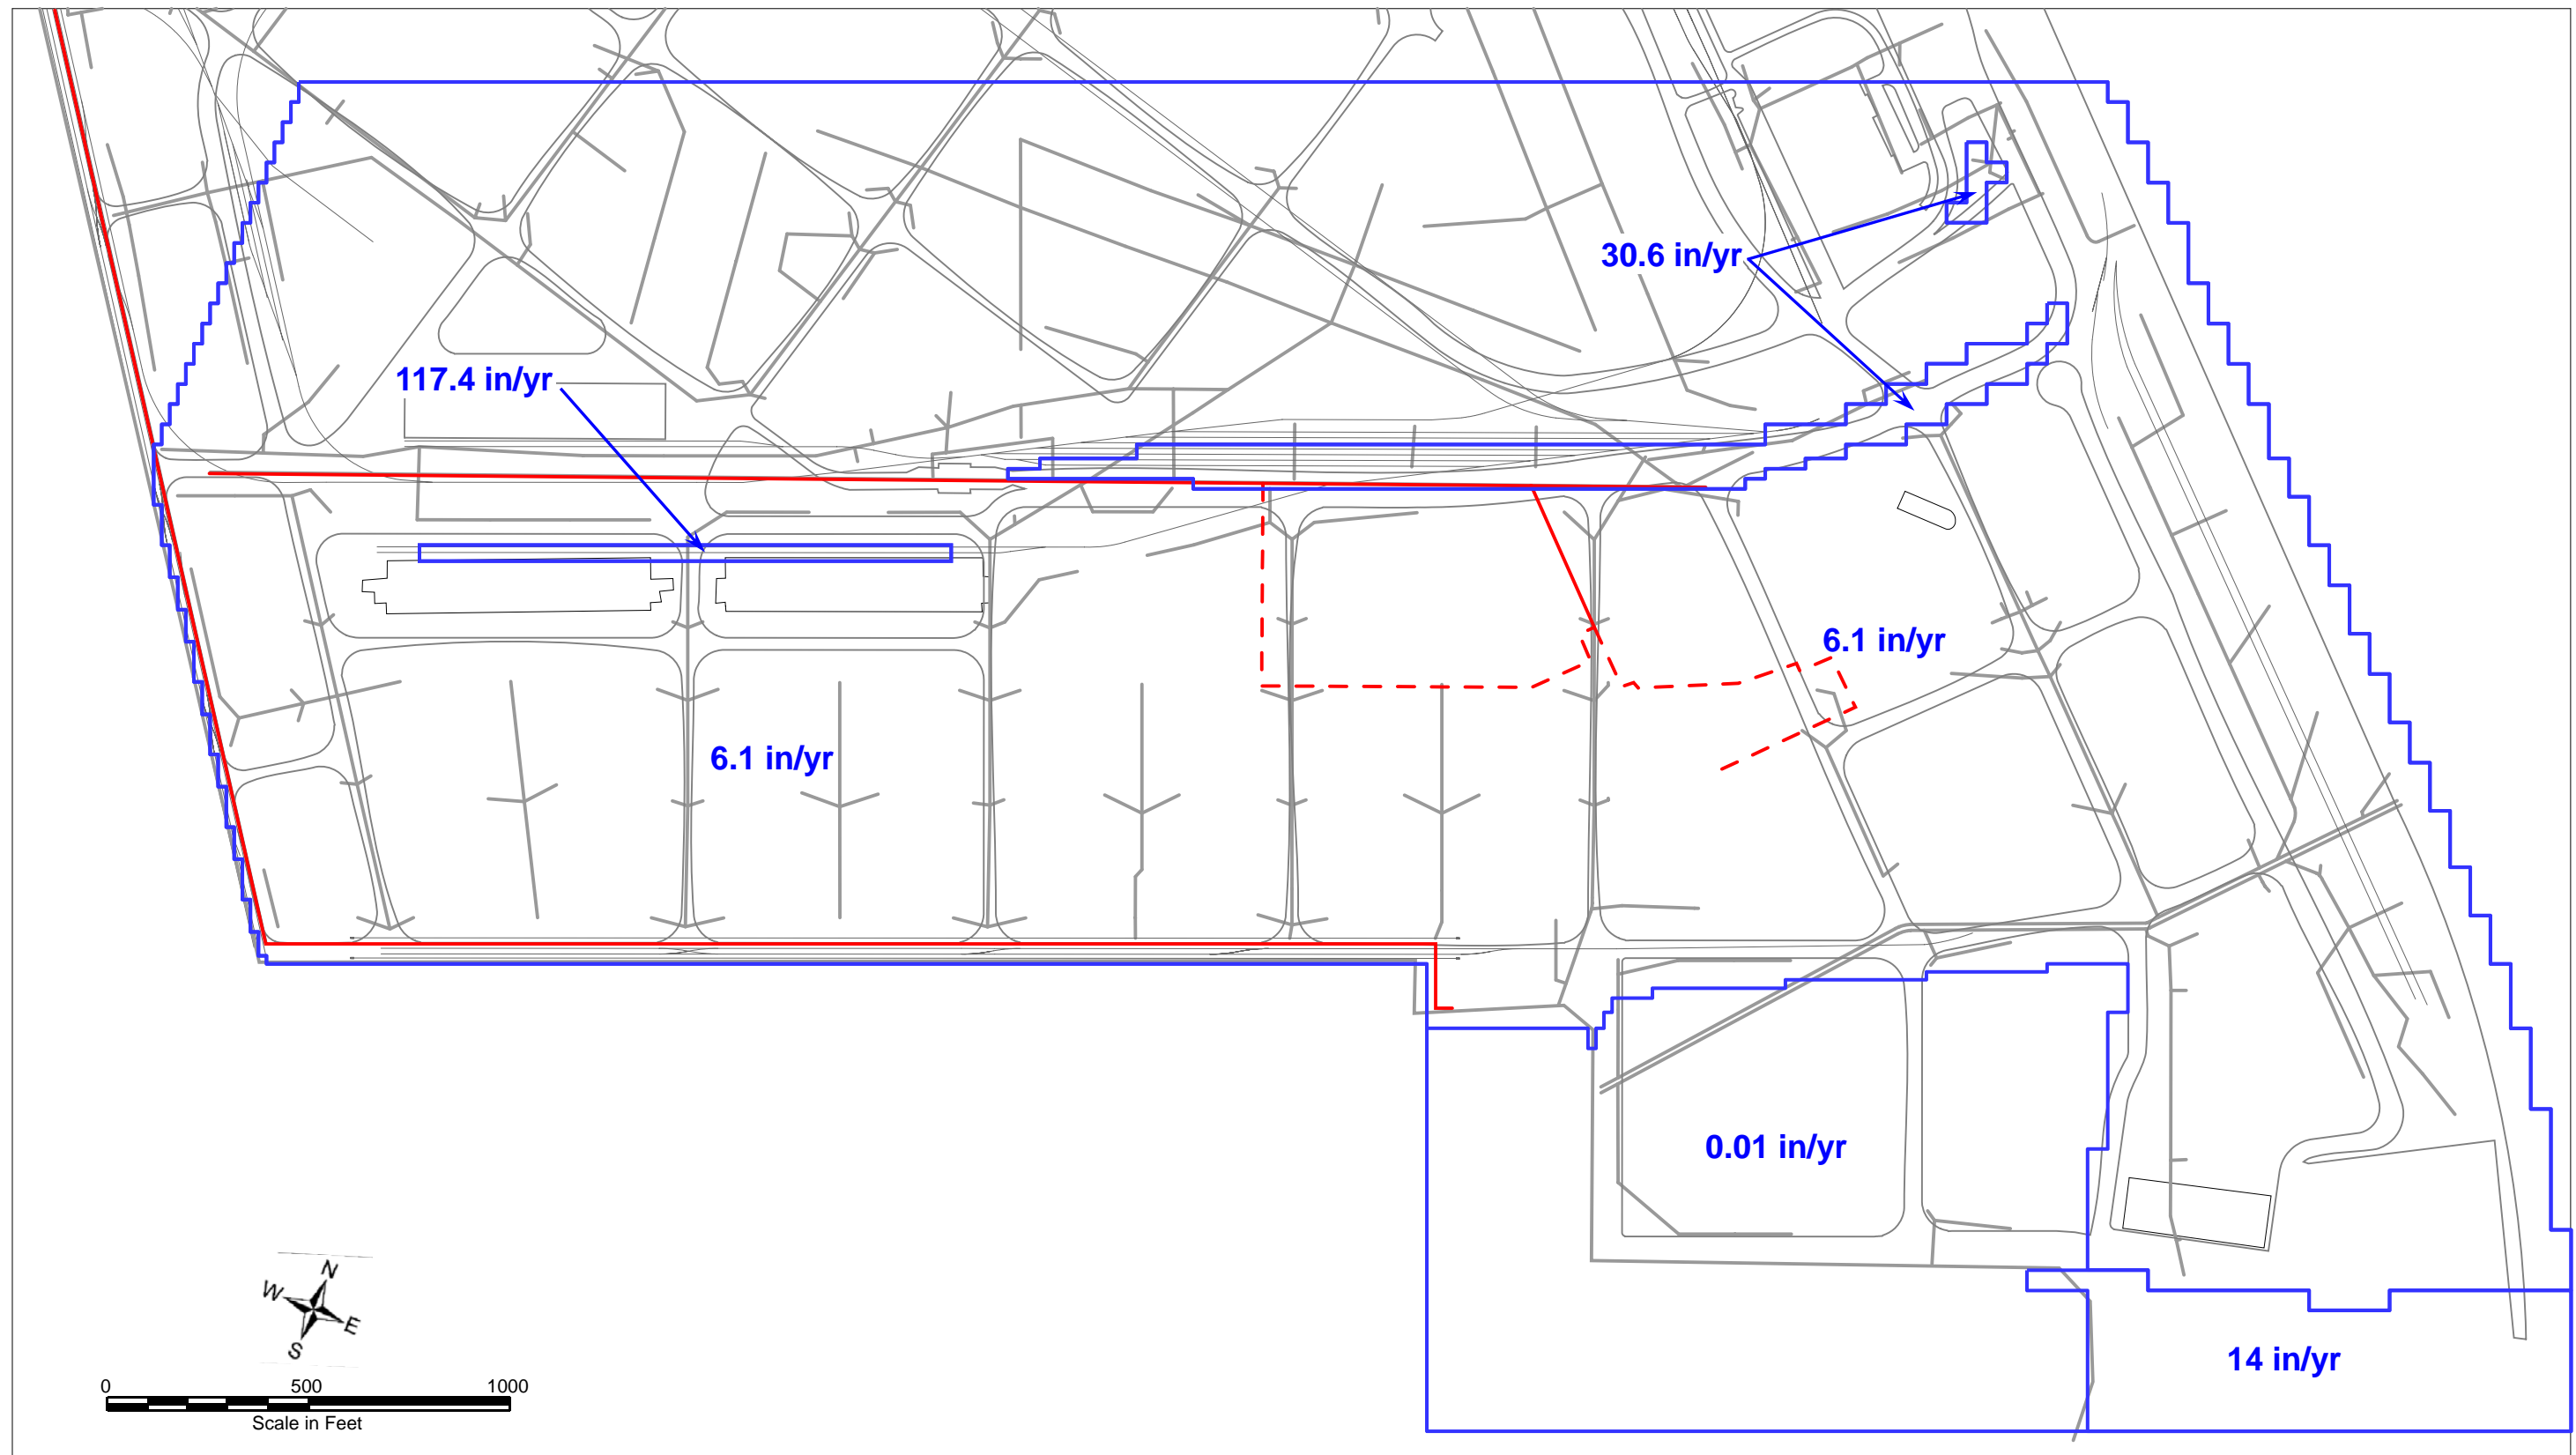 30.6 in/yr
117.4 in/yr
6.1 in/yr
6.1 in/yr
0.01 in/yr
N
W
E
S
14 in/yr
0 500 1000
Scale in Feet